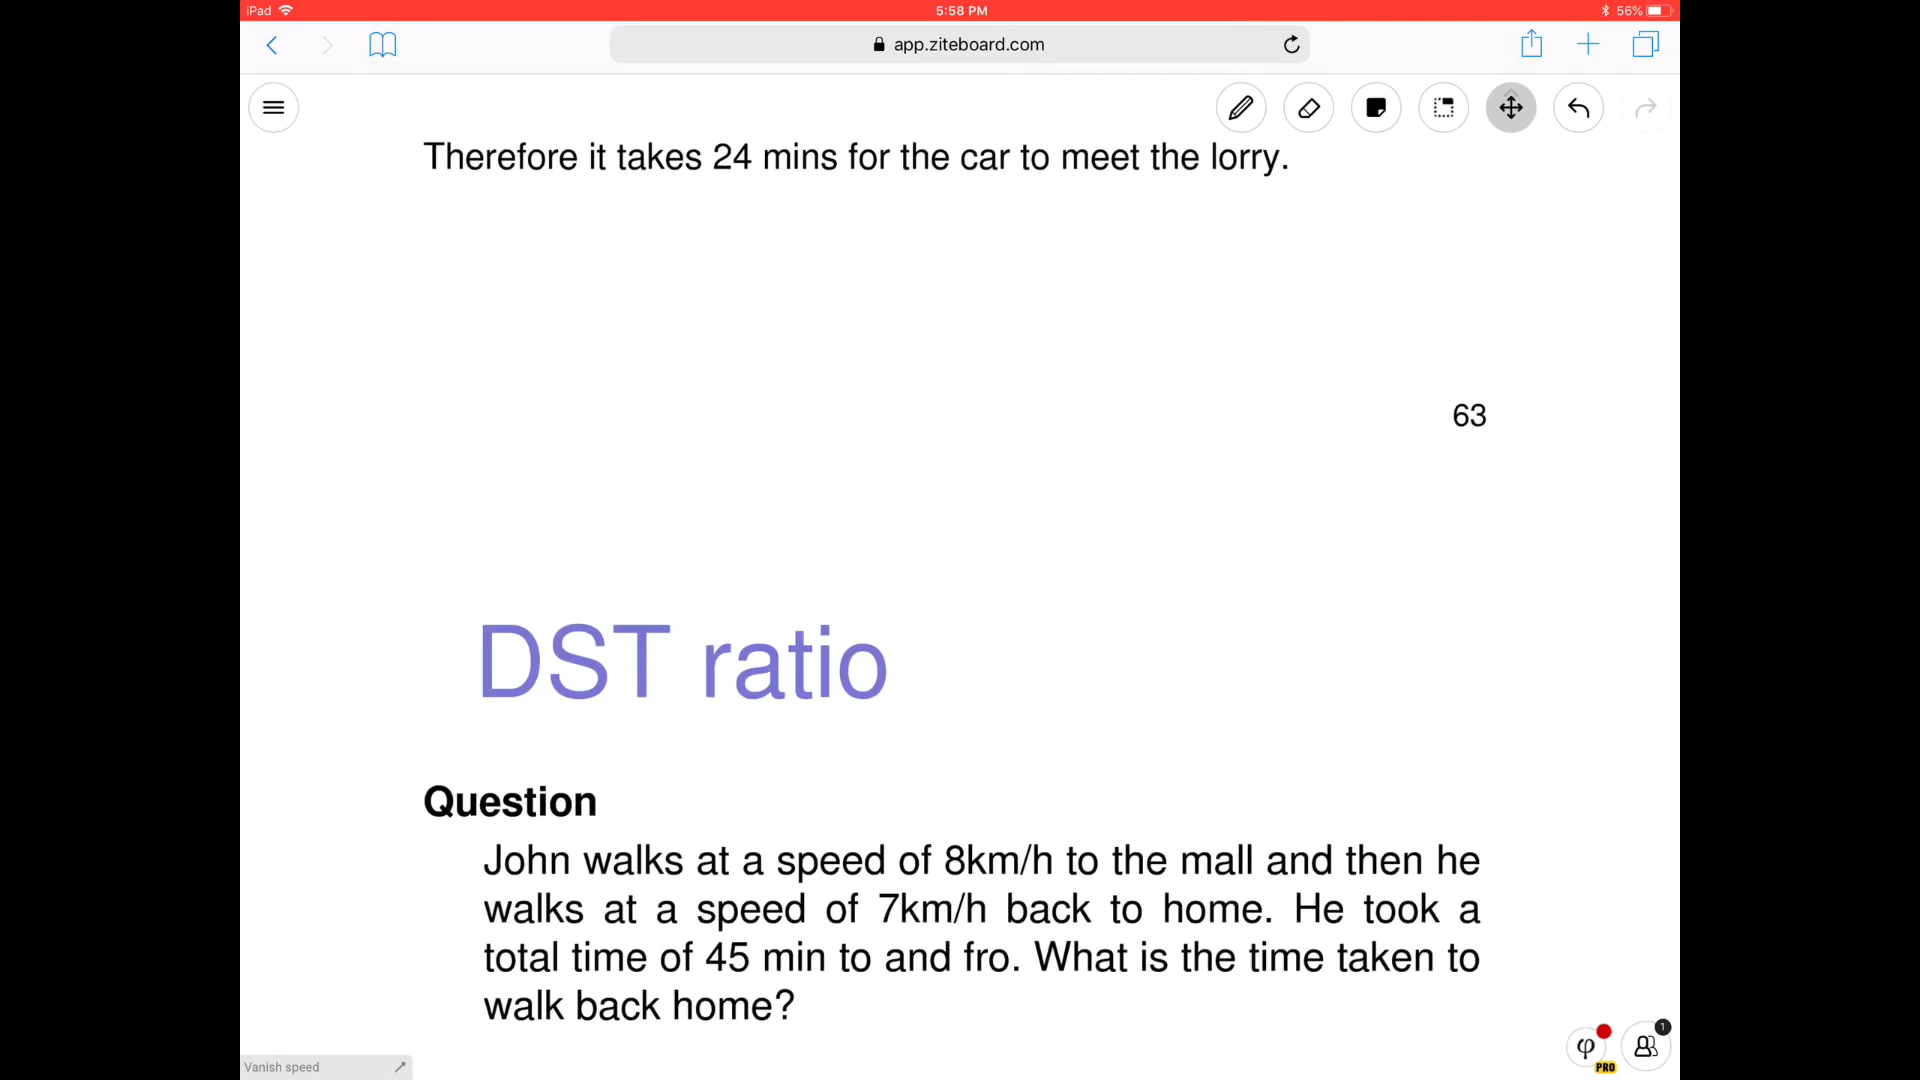 iPad
5:58 PM
56%
app.ziteboard.com
Therefore it takes 24 mins for the car to meet the lorry.
63
DST ratio
Question
John walks at a speed of 8km/h to the mall and then he
walks at a speed of 7km/h back to home. He took a
total time of 45 min to and fro. What is the time taken to
walk back home?
1
φ
PRO
Vanish speed